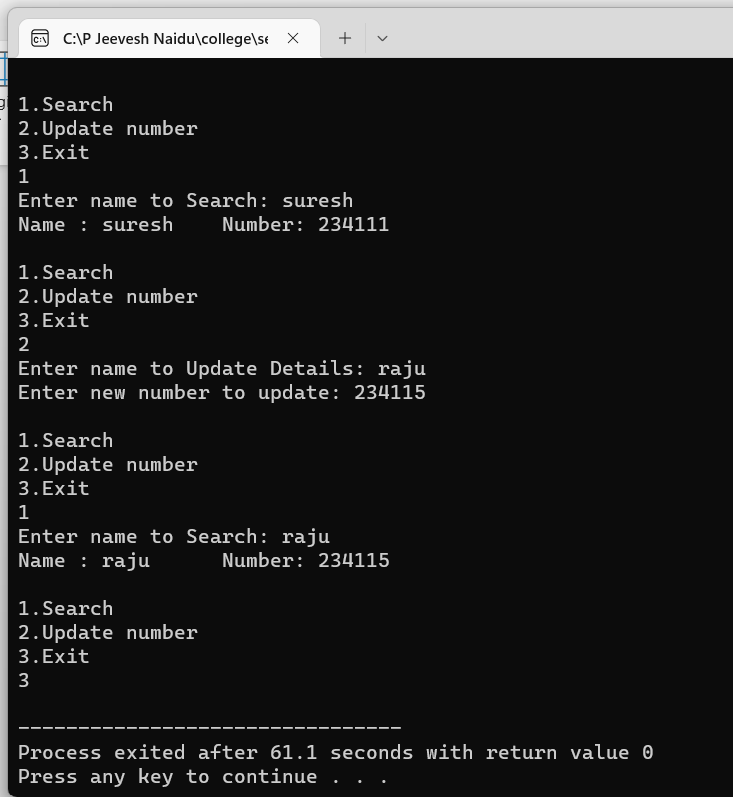 C:\P Jeevesh Naidu\college\se
1.Search
2.Update number
3.Exit
1
Enter name to Search: suresh
Name : suresh    Number: 234111
1.Search
2.Update number
3.Exit
2
Enter name to Update Details: raju
Enter new number to update: 234115
1.Search
2.Update number
3.Exit
1
Enter name to Search: raju
Name : raju      Number: 234115
1.Search
2.Update number
3.Exit
3
--------------------------------
Process exited after 61.1 seconds with return value 0
Press any key to continue . . .